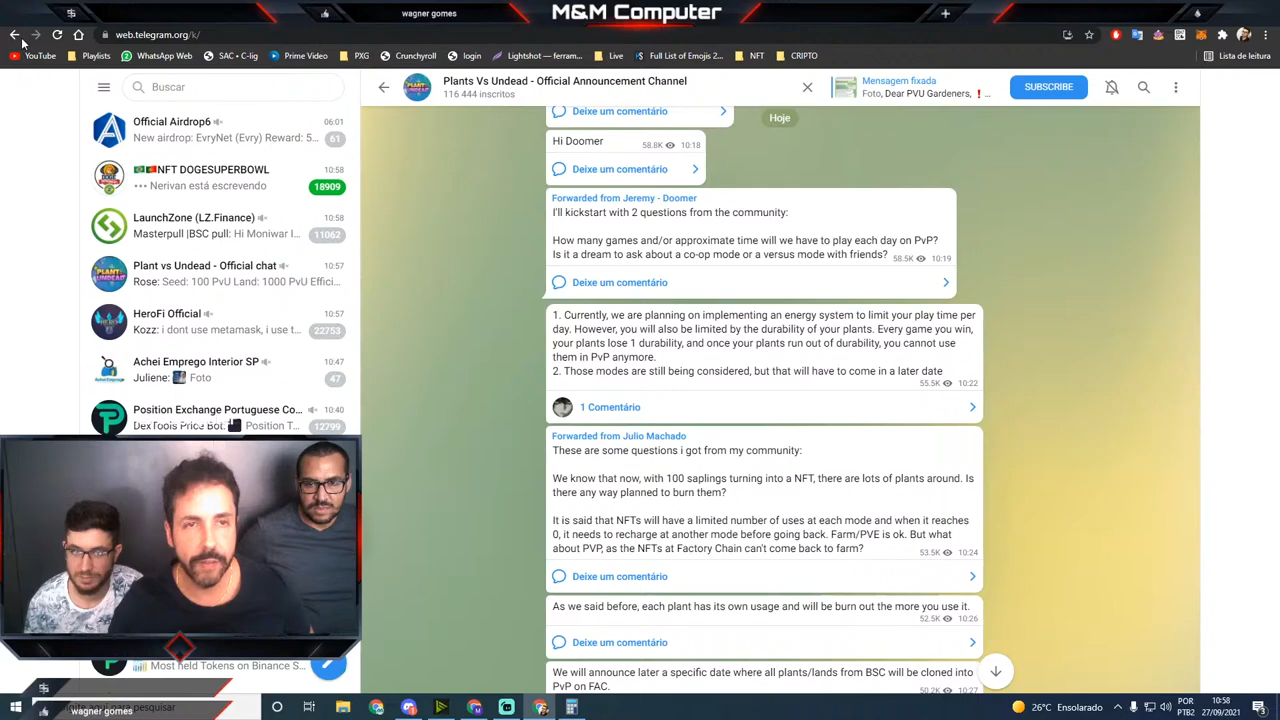 wagner gomes
M&M Computer
web.telegram.org/k/
YouTube
Playlists
WhatsApp Web
SAC • C-lig
Prime Video
PXG
Crunchyroll
login
Lightshot — ferram...
Live
Full List of Emojis 2...
NFT
CRIPTO
Lista de leitura
Buscar
Plants Vs Undead - Official Announcement Channel
116 444 inscritos
Mensagem fixada
Foto, Dear PVU Gardeners, ❗...
SUBSCRIBE
Official Airdrop6
06:01
New airdrop: EvryNet (Evry) Reward: 5...
61
NFT DOGESUPERBOWL
10:58
Nerivan está escrevendo
18909
LaunchZone (LZ.Finance)
10:58
Masterpull |BSC pull: Hi Moniwar I...
11062
Plant vs Undead - Official chat
10:57
Rose: Seed: 100 PvU Land: 1000 PvU Effici...
HeroFi Official
10:57
Kozz: i dont use metamask, i use t...
22753
Achei Emprego Interior SP
10:47
Juliene: Foto
47
Position Exchange Portuguese Co...
10:40
DexTools Price Bot: Position T...
12799
Most held Tokens on Binance S...
Deixe um comentário
Hoje
Hi Doomer
58.8K 10:18
Deixe um comentário
Forwarded from Jeremy - Doomer
I'll kickstart with 2 questions from the community:
How many games and/or approximate time will we have to play each day on PvP?
Is it a dream to ask about a co-op mode or a versus mode with friends?
58.5K 10:19
Deixe um comentário
1. Currently, we are planning on implementing an energy system to limit your play time per
day. However, you will also be limited by the durability of your plants. Every game you win,
your plants lose 1 durability, and once your plants run out of durability, you cannot use
them in PvP anymore.
2. Those modes are still being considered, but that will have to come in a later date
55.5K 10:22
1 Comentário
Forwarded from Julio Machado
These are some questions i got from my community:
We know that now, with 100 saplings turning into a NFT, there are lots of plants around. Is
there any way planned to burn them?
It is said that NFTs will have a limited number of uses at each mode and when it reaches
0, it needs to recharge at another mode before going back. Farm/PVE is ok. But what
about PVP, as the NFTs at Factory Chain can't come back to farm?
53.5K 10:24
Deixe um comentário
As we said before, each plant has its own usage and will be burn out the more you use it.
52.5K 10:26
Deixe um comentário
We will announce later a specific date where all plants/lands from BSC will be cloned into
PvP on FAC.
50.2K 10:27
wagner gomes
aqui para pesquisar
26°C Ensolarado
POR
PTB2
10:58
27/09/2021